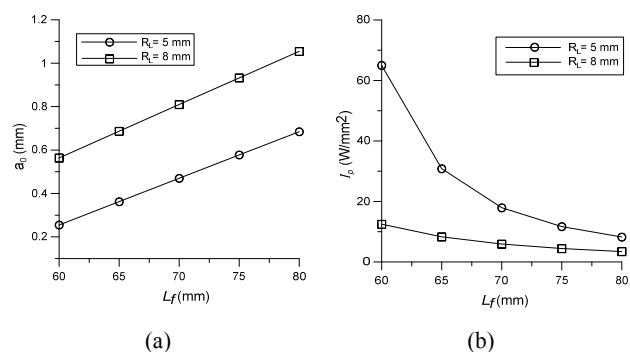 1.2
1
0.8
0.6
0.4
0.2
a0 (mm)
RL= 5 mm
RL= 8 mm
60 65 70 75 80
Lf (mm)
(a)
80
60
40
20
0
Ip (W/mm2)
RL= 5 mm
RL= 8 mm
60 65 70 75 80
Lf (mm)
(b)